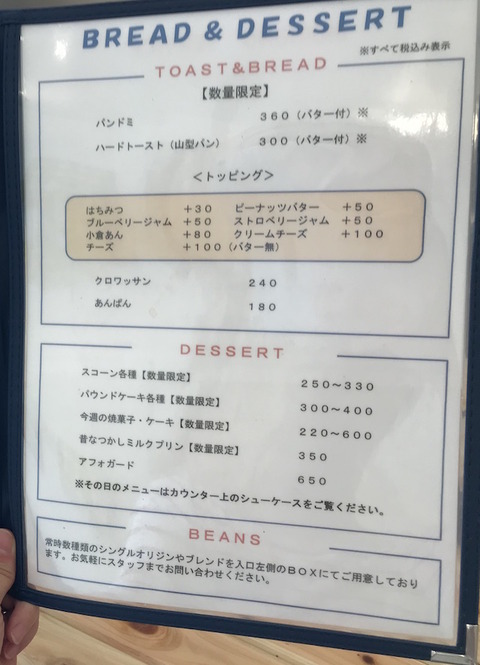 BREAD & DESSERT
※すべて税込み表示
TOAST&BREAD
【数量限定】
パンドミ 360（バター付）※
ハードトースト（山型パン） 300（バター付）※
＜トッピング＞
はちみつ +30 ピーナッツバター +50
ブルーベリージャム +50 ストロベリージャム +50
小倉あん +80 クリームチーズ +100
チーズ +100（バター無）
クロワッサン 240
あんぱん 180
DESSERT
スコーン各種【数量限定】 250～330
パウンドケーキ各種【数量限定】 300～400
今週の焼菓子・ケーキ【数量限定】 220～600
昔なつかしミルクプリン【数量限定】 350
アフォガード 650
※その日のメニューはカウンター上のシューケースをご覧ください。
BEANS
常時数種類のシングルオリジンやブレンドを入口左側のBOXにてご用意しており
ます。お気軽にスタッフまでお問い合わせください。